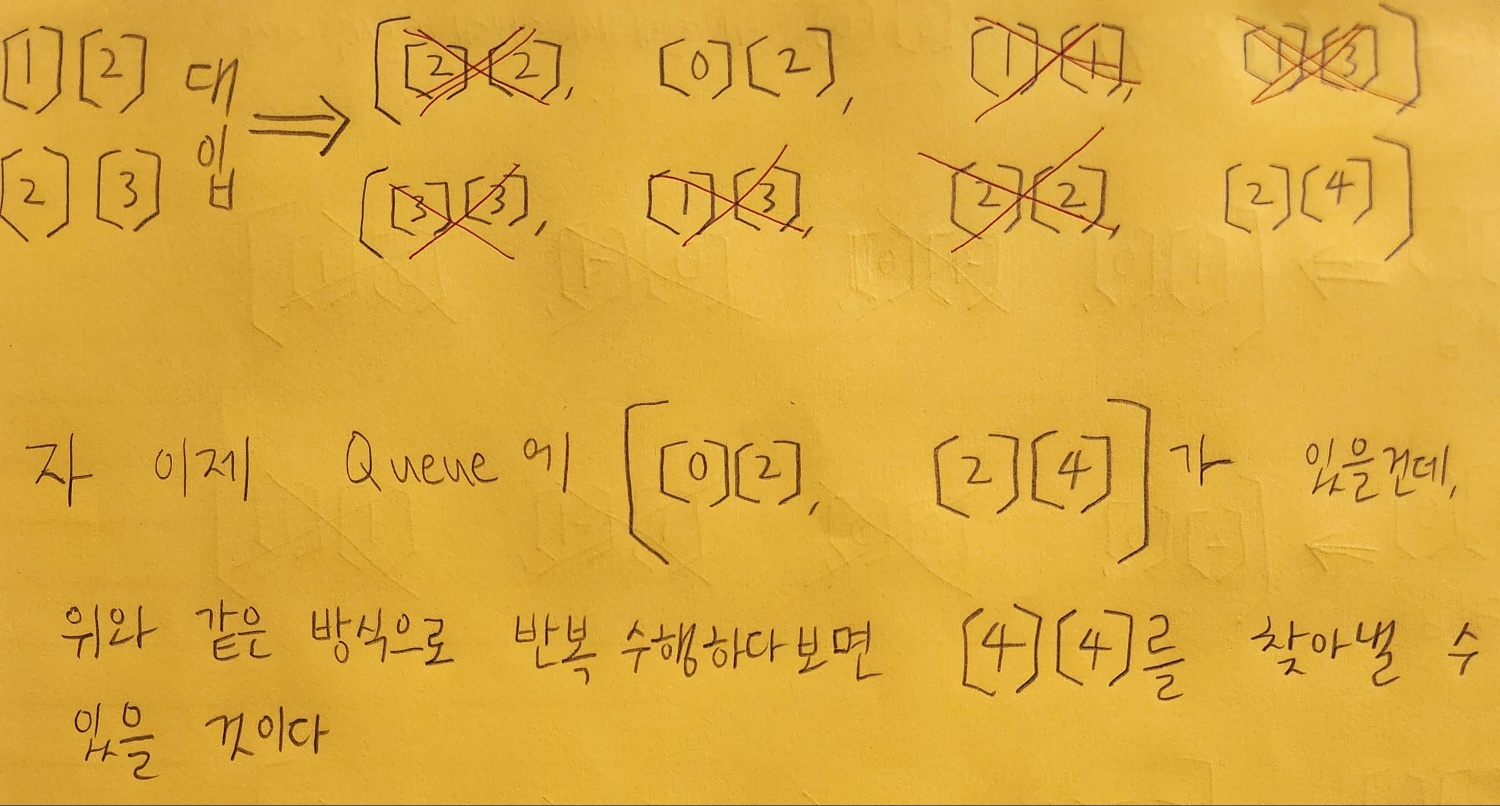 [1][2] 대입 ⇒ [[2][2], [0][2], [1][1], [1][3]]
[2][3] [[3][3], [1][3], [2][2], [2][4]]
자 이제 Queue에 [[0][2], [2][4]]가 있을건데,
위와 같은 방식으로 반복 수행하다보면 [4][4]를 찾아낼 수
있을 것이다